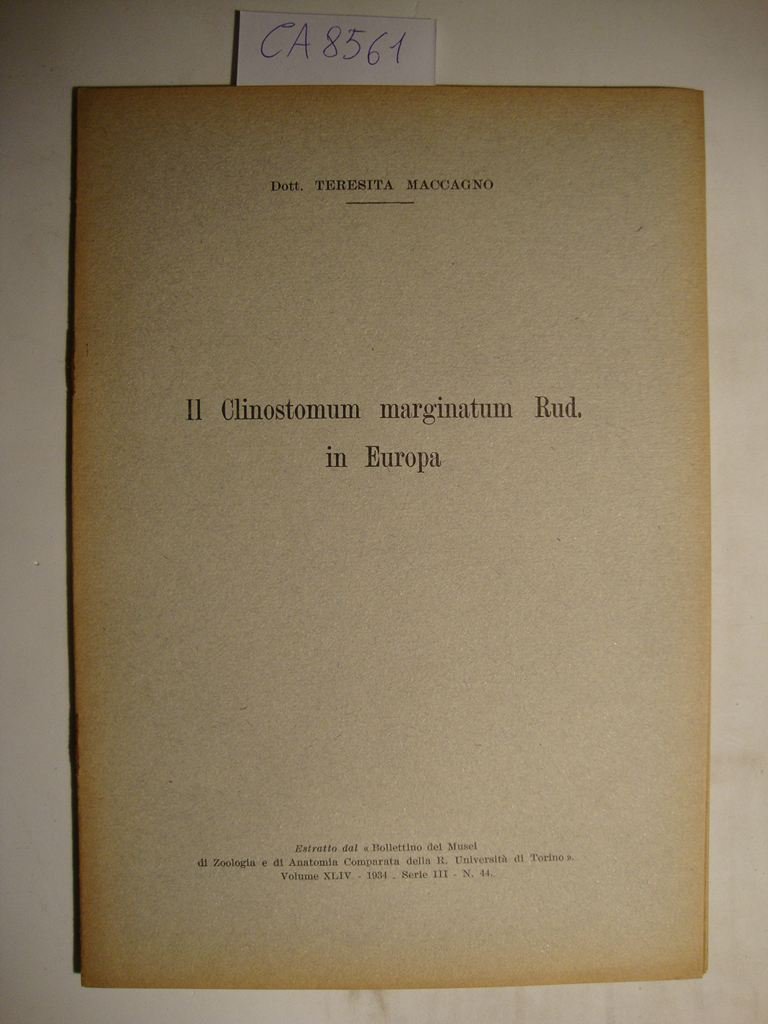 CA 8561
Dott. TERESITA MACCAGNO
Il Clinostomum marginatum Rud.
in Europa
Estratto dal « Bollettino dei Musei
di Zoologia e di Anatomia Comparata della R. Università di Torino ».
Volume XLIV - 1934 - Serie III - N. 44.